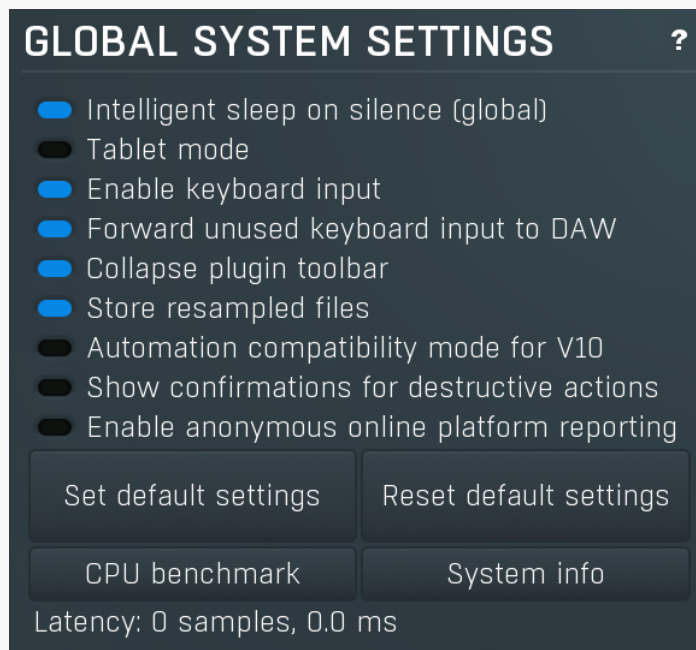 GLOBAL SYSTEM SETTINGS ?
Intelligent sleep on silence (global)
Tablet mode
Enable keyboard input
Forward unused keyboard input to DAW
Collapse plugin toolbar
Store resampled files
Automation compatibility mode for V10
Show confirmations for destructive actions
Enable anonymous online platform reporting
Set default settings Reset default settings
CPU benchmark System info
Latency: 0 samples, 0.0 ms